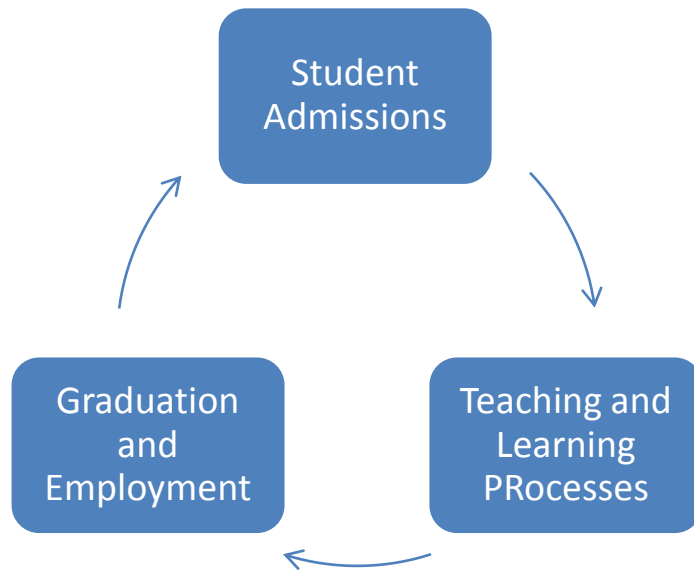 Student
Admissions
Teaching and
Learning
PRocesses
Graduation
and
Employment